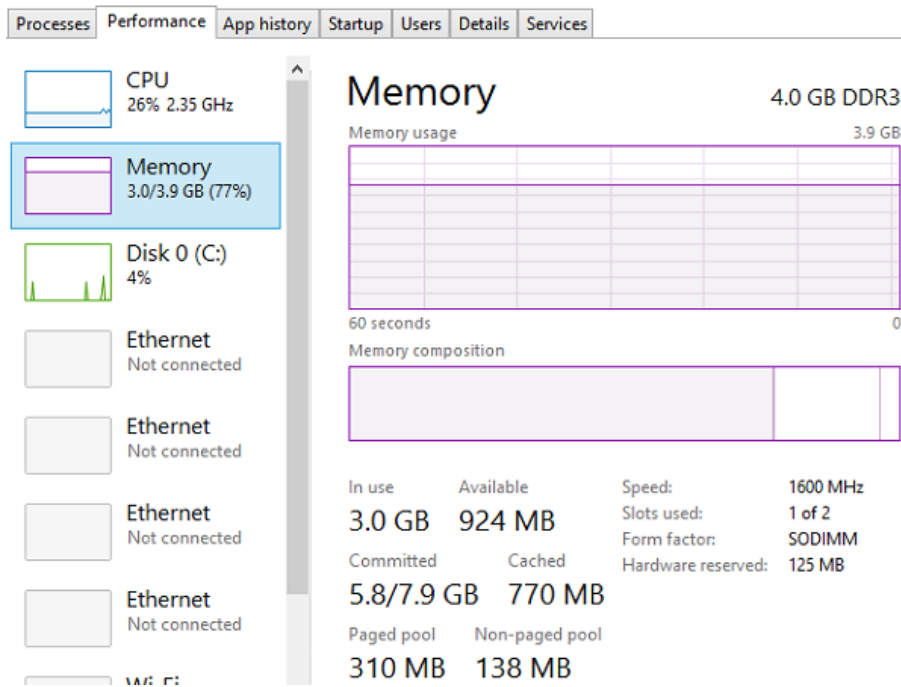 Processes Performance App history Startup Users Details Services
CPU
26% 2.35 GHz
Memory
3.0/3.9 GB (77%)
Disk 0 (C:)
4%
Ethernet
Not connected
Ethernet
Not connected
Ethernet
Not connected
Ethernet
Not connected
Wi-Fi
Memory 4.0 GB DDR3
Memory usage 3.9 GB
60 seconds 0
Memory composition
In use Available
3.0 GB 924 MB
Committed Cached
5.8/7.9 GB 770 MB
Paged pool Non-paged pool
310 MB 138 MB
Speed: 1600 MHz
Slots used: 1 of 2
Form factor: SODIMM
Hardware reserved: 125 MB